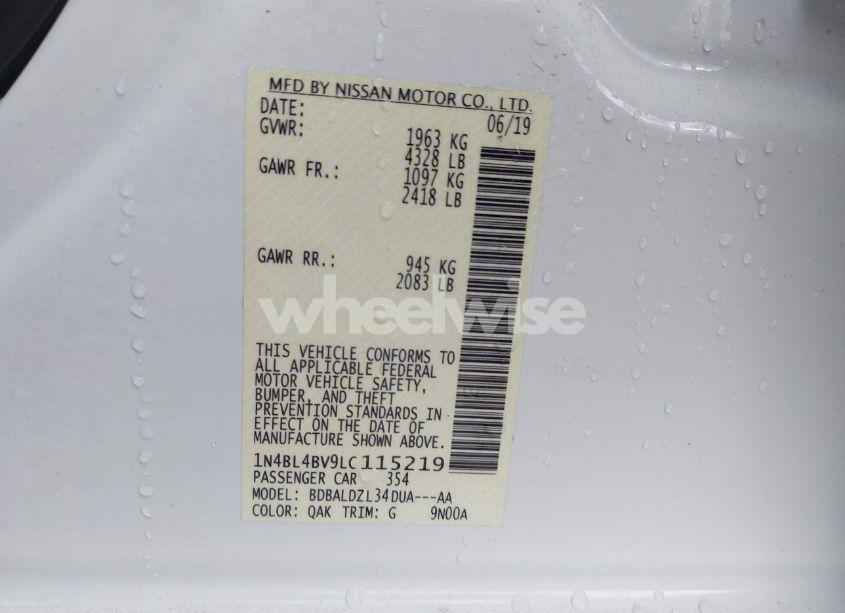 MFD BY NISSAN MOTOR CO., LTD.
DATE: 06/19
GVWR: 1963 KG
4328 LB
GAWR FR.: 1097 KG
2418 LB
GAWR RR.: 945 KG
2083 LB
wheelwise
THIS VEHICLE CONFORMS TO
ALL APPLICABLE FEDERAL
MOTOR VEHICLE SAFETY,
BUMPER, AND THEFT
PREVENTION STANDARDS IN
EFFECT ON THE DATE OF
MANUFACTURE SHOWN ABOVE.
1N4BL4BV9LC115219
PASSENGER CAR 354
MODEL: BDBALDZL34DUA---AA
COLOR: QAK TRIM: G 9N00A